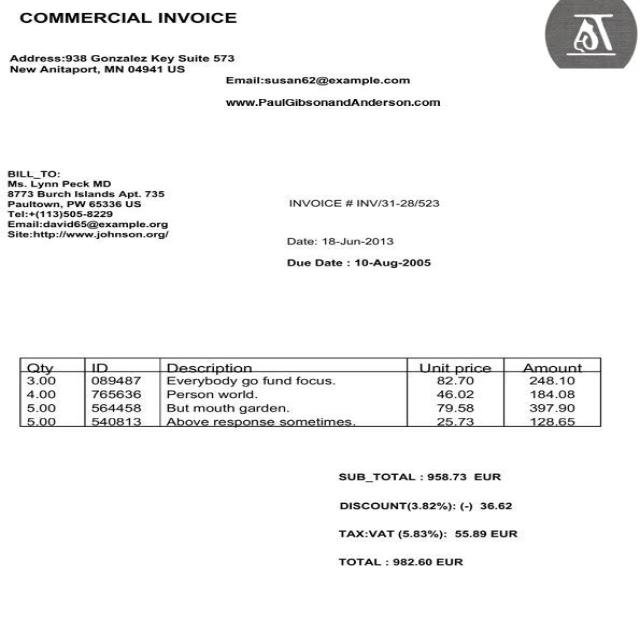 COMMERCIAL INVOICE
Address:938 Gonzalez Key Suite 573
New Anitaport, MN 04941 US
Email:susan62@example.com
www.PaulGibsonandAnderson.com
BILL_TO:
Ms. Lynn Peck MD
8773 Burch Islands Apt. 735
Paultown, PW 65336 US
Tel:+(113)505-8229
Email:david65@example.org
Site:http://www.johnson.org/
INVOICE # INV/31-28/523
Date: 18-Jun-2013
Due Date : 10-Aug-2005
Qty ID Description Unit price Amount
3.00 089487 Everybody go fund focus. 82.70 248.10
4.00 765636 Person world. 46.02 184.08
5.00 564458 But mouth garden. 79.58 397.90
5.00 540813 Above response sometimes. 25.73 128.65
SUB_TOTAL : 958.73 EUR
DISCOUNT(3.82%): (-) 36.62
TAX:VAT (5.83%): 55.89 EUR
TOTAL : 982.60 EUR